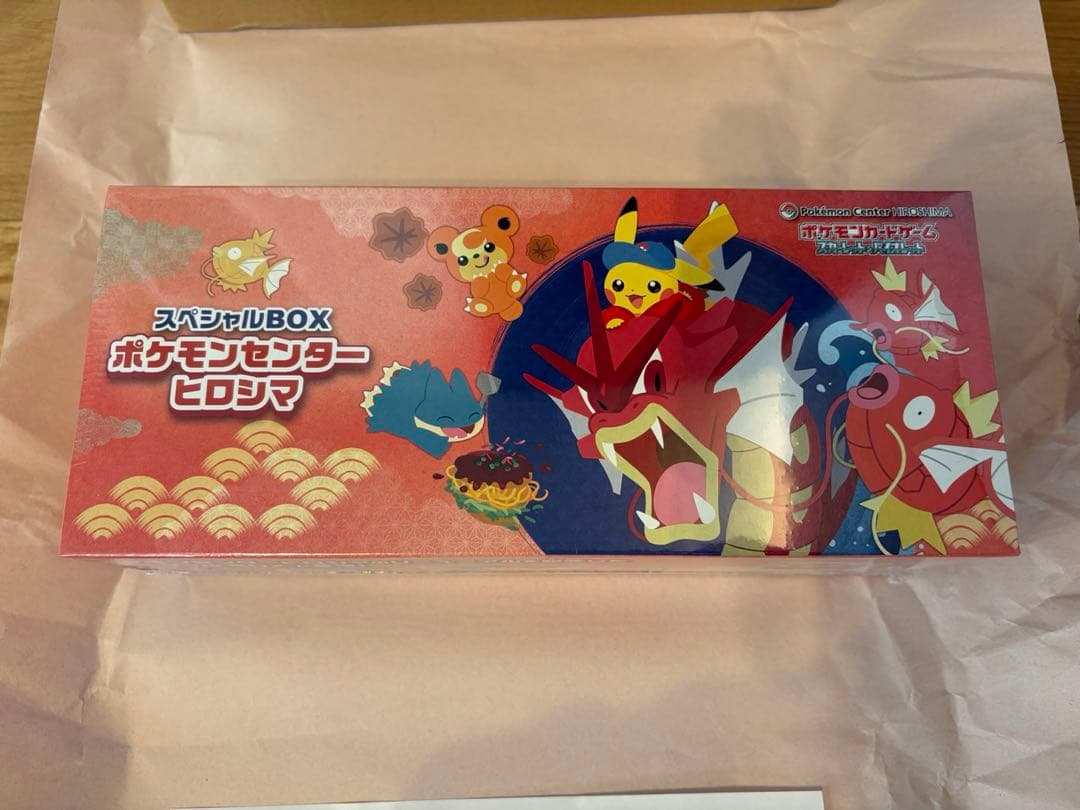 Pokémon Center HIROSHIMA
ポケモンカードゲーム
スカーレット&バイオレット
スペシャルBOX
ポケモンセンター
ヒロシマ